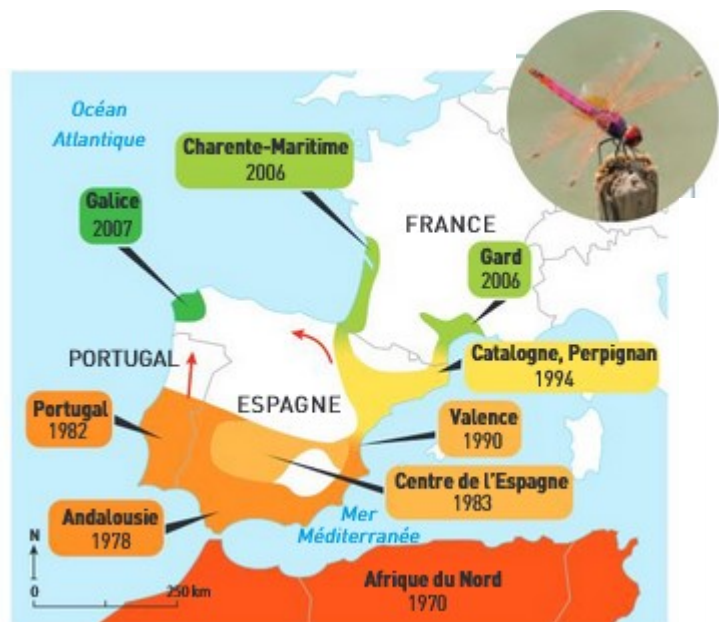 Océan
Atlantique
Charente-Maritime
2006
Galice
2007
FRANCE
Gard
2006
PORTUGAL
Catalogne, Perpignan
1994
ESPAGNE
Portugal
1982
Valence
1990
Centre de l'Espagne
1983
Andalousie
1978
Mer
Méditerranée
N
0
250 km
Afrique du Nord
1970